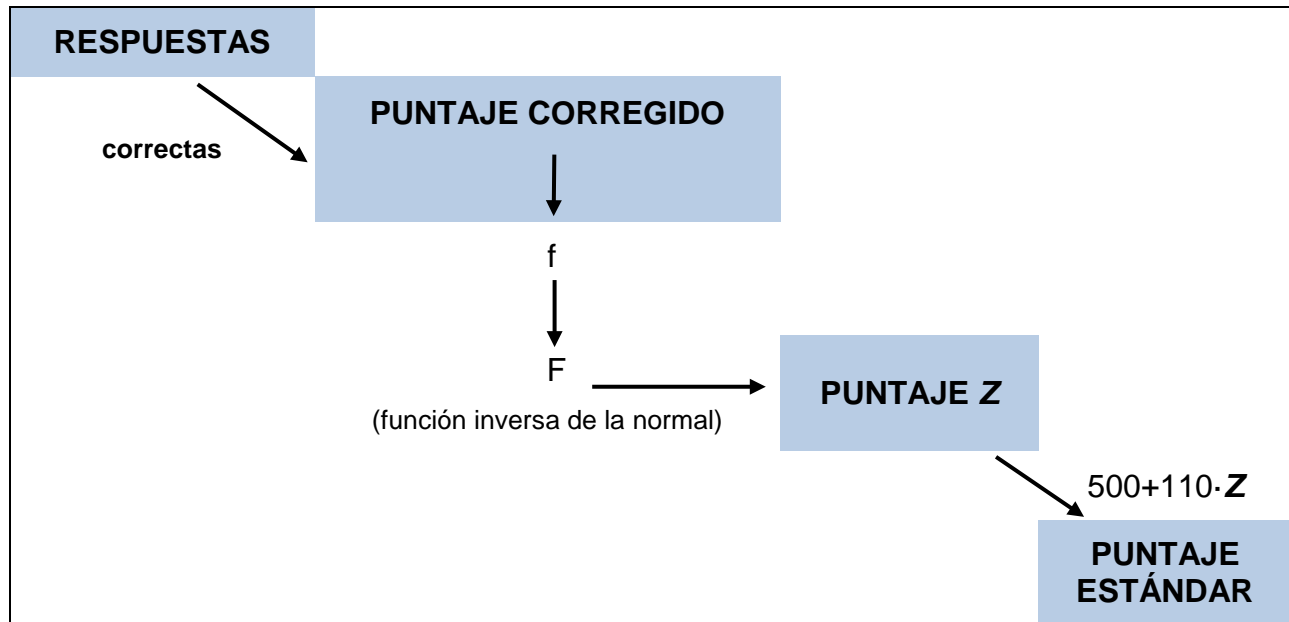 RESPUESTAS
PUNTAJE CORREGIDO
correctas
f
F
(función inversa de la normal)
PUNTAJE Z
500+110·Z
PUNTAJE
ESTÁNDAR